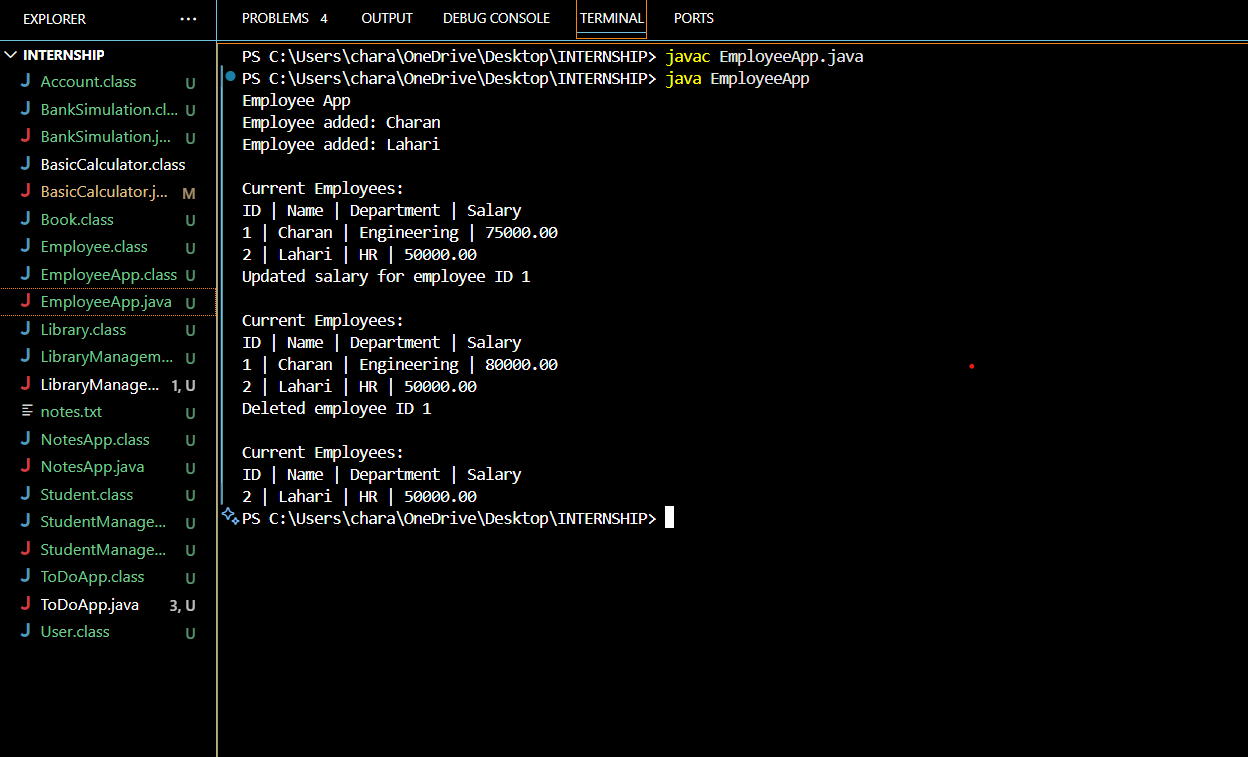 EXPLORER ...
INTERNSHIP
J Account.class U
J BankSimulation.cl... U
J BankSimulation.j... U
J BasicCalculator.class
J BasicCalculator.j... M
J Book.class U
J Employee.class U
J EmployeeApp.class U
J EmployeeApp.java U
J Library.class U
J LibraryManagem... U
J LibraryManage... 1, U
notes.txt U
J NotesApp.class U
J NotesApp.java U
J Student.class U
J StudentManage... U
J StudentManage... U
J ToDoApp.class U
J ToDoApp.java 3, U
J User.class U
PROBLEMS 4 OUTPUT DEBUG CONSOLE TERMINAL PORTS
PS C:\Users\chara\OneDrive\Desktop\INTERNSHIP> javac EmployeeApp.java
PS C:\Users\chara\OneDrive\Desktop\INTERNSHIP> java EmployeeApp
Employee App
Employee added: Charan
Employee added: Lahari
Current Employees:
ID | Name | Department | Salary
1 | Charan | Engineering | 75000.00
2 | Lahari | HR | 50000.00
Updated salary for employee ID 1
Current Employees:
ID | Name | Department | Salary
1 | Charan | Engineering | 80000.00
2 | Lahari | HR | 50000.00
Deleted employee ID 1
Current Employees:
ID | Name | Department | Salary
2 | Lahari | HR | 50000.00
PS C:\Users\chara\OneDrive\Desktop\INTERNSHIP>